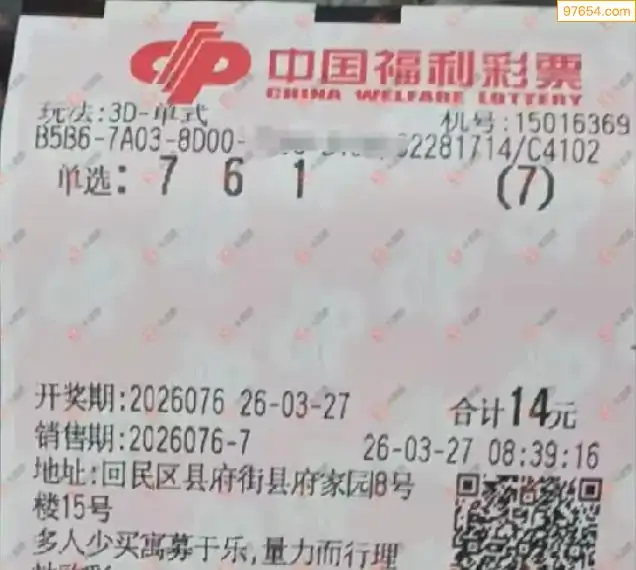 97654.com
中国福利彩票
CHINA WELFARE LOTTERY
玩法:3D-单式
机号:15016369
B5B6-7A03-8D00- 62281714/C4102
单选: 7 6 1 (7)
开奖期:2026076 26-03-27 合计14元
销售期:2026076-7 26-03-27 08:39:16
地址:回民区县府街县府家园8号
楼15号
多人少买寓募于乐,量力而行理